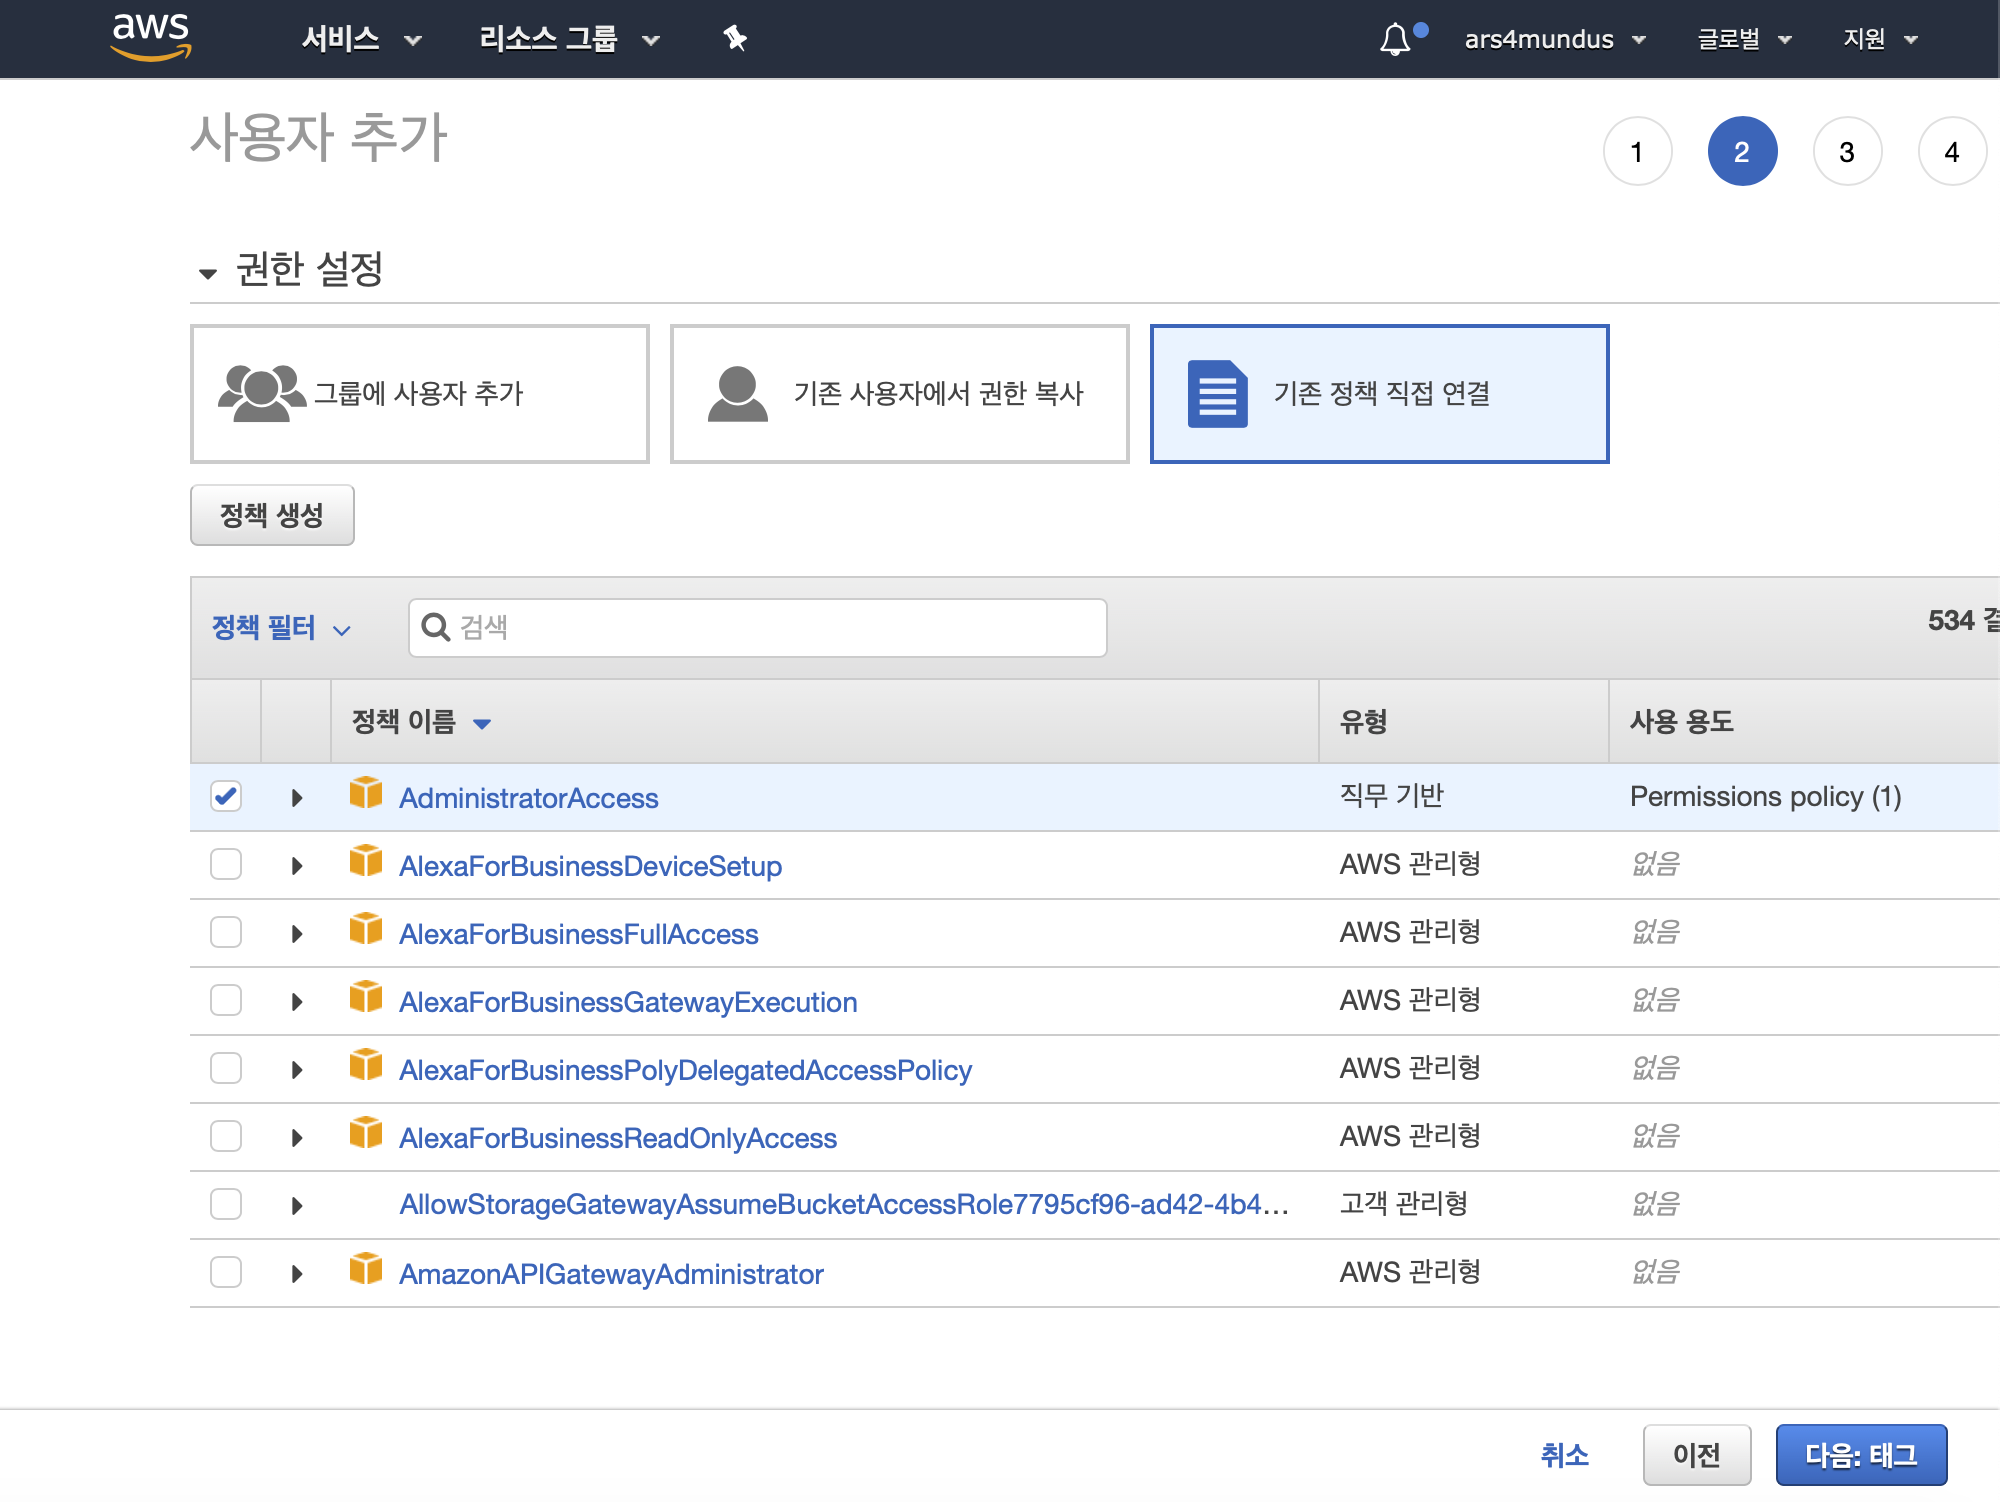 aws 서비스 리소스 그룹 ars4mundus 글로벌 지원
사용자 추가
1 2 3 4
권한 설정
그룹에 사용자 추가
기존 사용자에서 권한 복사
기존 정책 직접 연결
정책 생성
정책 필터 검색 534
정책 이름 유형 사용 용도
AdministratorAccess 직무 기반 Permissions policy (1)
AlexaForBusinessDeviceSetup AWS 관리형 없음
AlexaForBusinessFullAccess AWS 관리형 없음
AlexaForBusinessGatewayExecution AWS 관리형 없음
AlexaForBusinessPolyDelegatedAccessPolicy AWS 관리형 없음
AlexaForBusinessReadOnlyAccess AWS 관리형 없음
AllowStorageGatewayAssumeBucketAccessRole7795cf96-ad42-4b4... 고객 관리형 없음
AmazonAPIGatewayAdministrator AWS 관리형 없음
취소 이전 다음: 태그